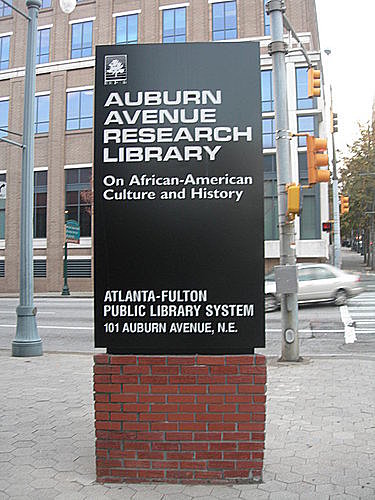 AUBURN
AVENUE
RESEARCH
LIBRARY
On African-American
Culture and History
ATLANTA-FULTON
PUBLIC LIBRARY SYSTEM
101 AUBURN AVENUE, N.E.